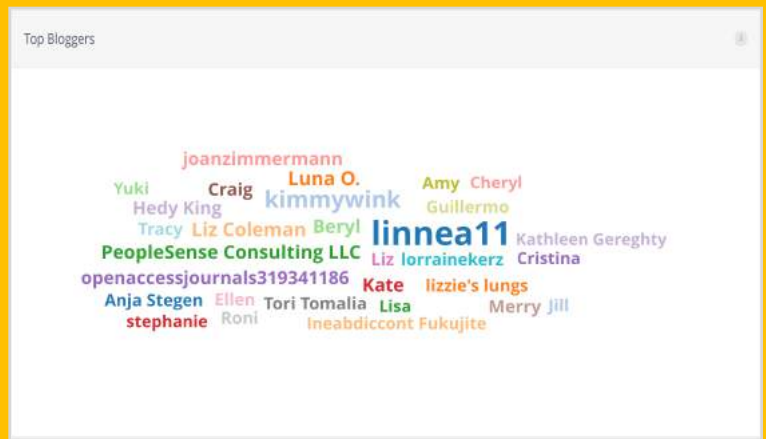 Top Bloggers
joanzimmermann
Luna O.
Yuki Craig kimmywink Amy Cheryl
Hedy King Guillermo
Tracy Liz Coleman Beryl linnea11 Kathleen Gereghty
PeopleSense Consulting LLC Liz lorrainekerz Cristina
openaccessjournals319341186 Kate lizzie's lungs
Anja Stegen Ellen Tori Tomalia Lisa Merry Jill
stephanie Roni Ineabdiccont Fukujite